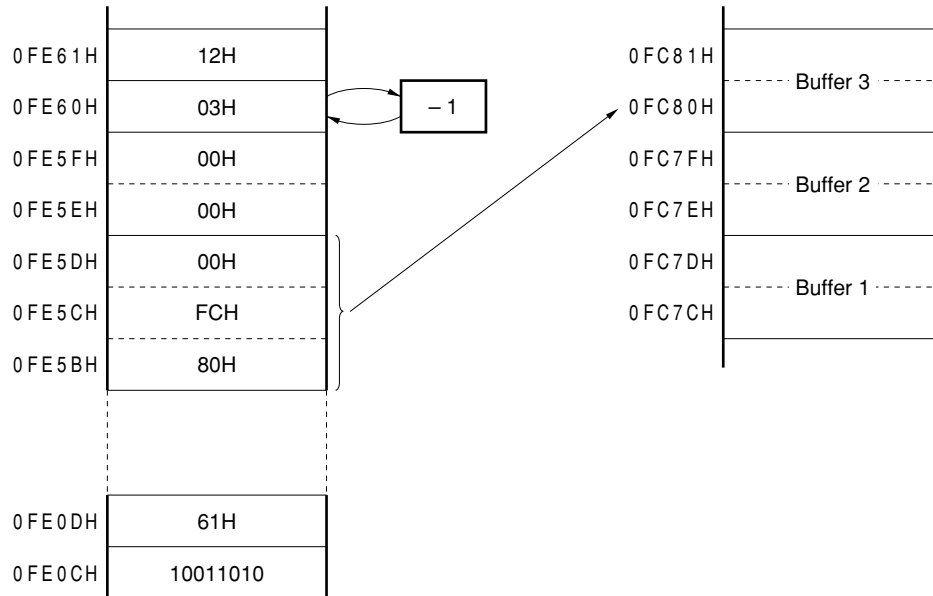 0FE61H 12H
0FE60H 03H
− 1
0FE5FH 00H
0FE5EH 00H
0FE5DH 00H
0FE5CH FCH
0FE5BH 80H
0FE0DH 61H
0FE0CH 10011010
0FC81H
Buffer 3
0FC80H
0FC7FH
Buffer 2
0FC7EH
0FC7DH
Buffer 1
0FC7CH